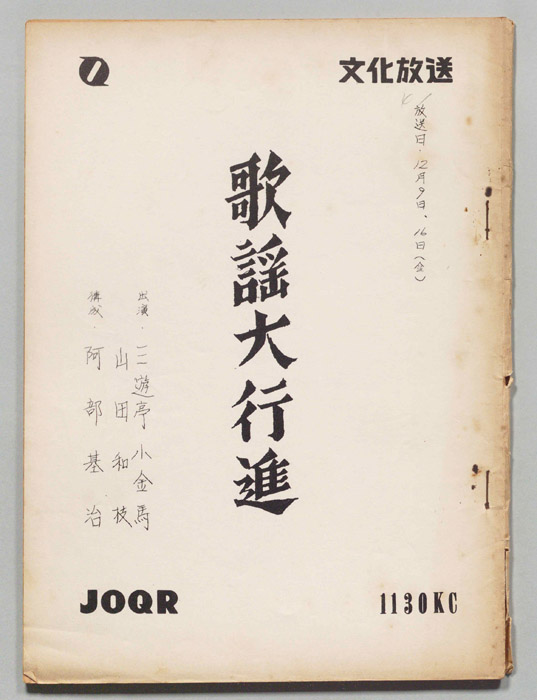 文化放送
放送日・12月9日、16日(金)
歌謡大行進
出演・三遊亭小金馬
山田和枝
構成・阿部基治
JOQR
1130KC